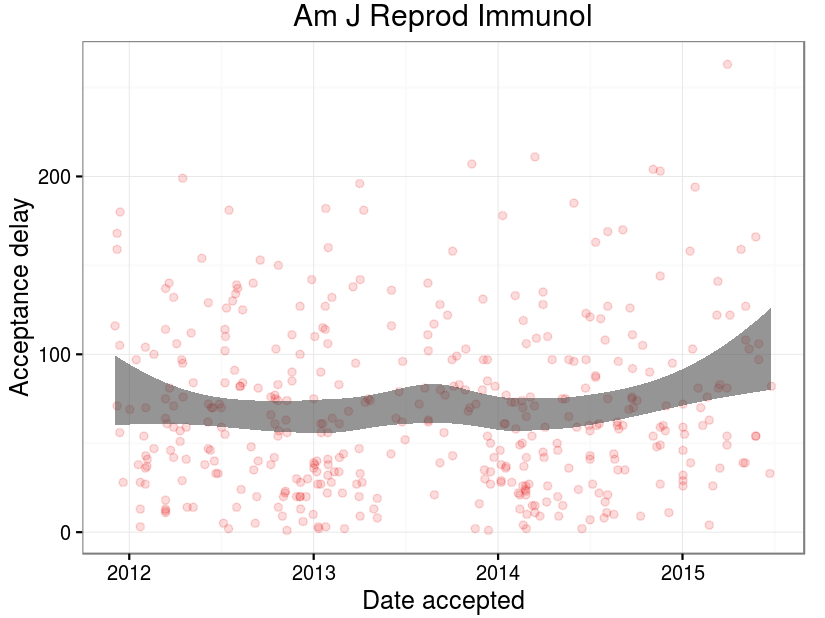 Am J Reprod Immunol
Acceptance delay
200
100
0
2012 2013 2014 2015
Date accepted